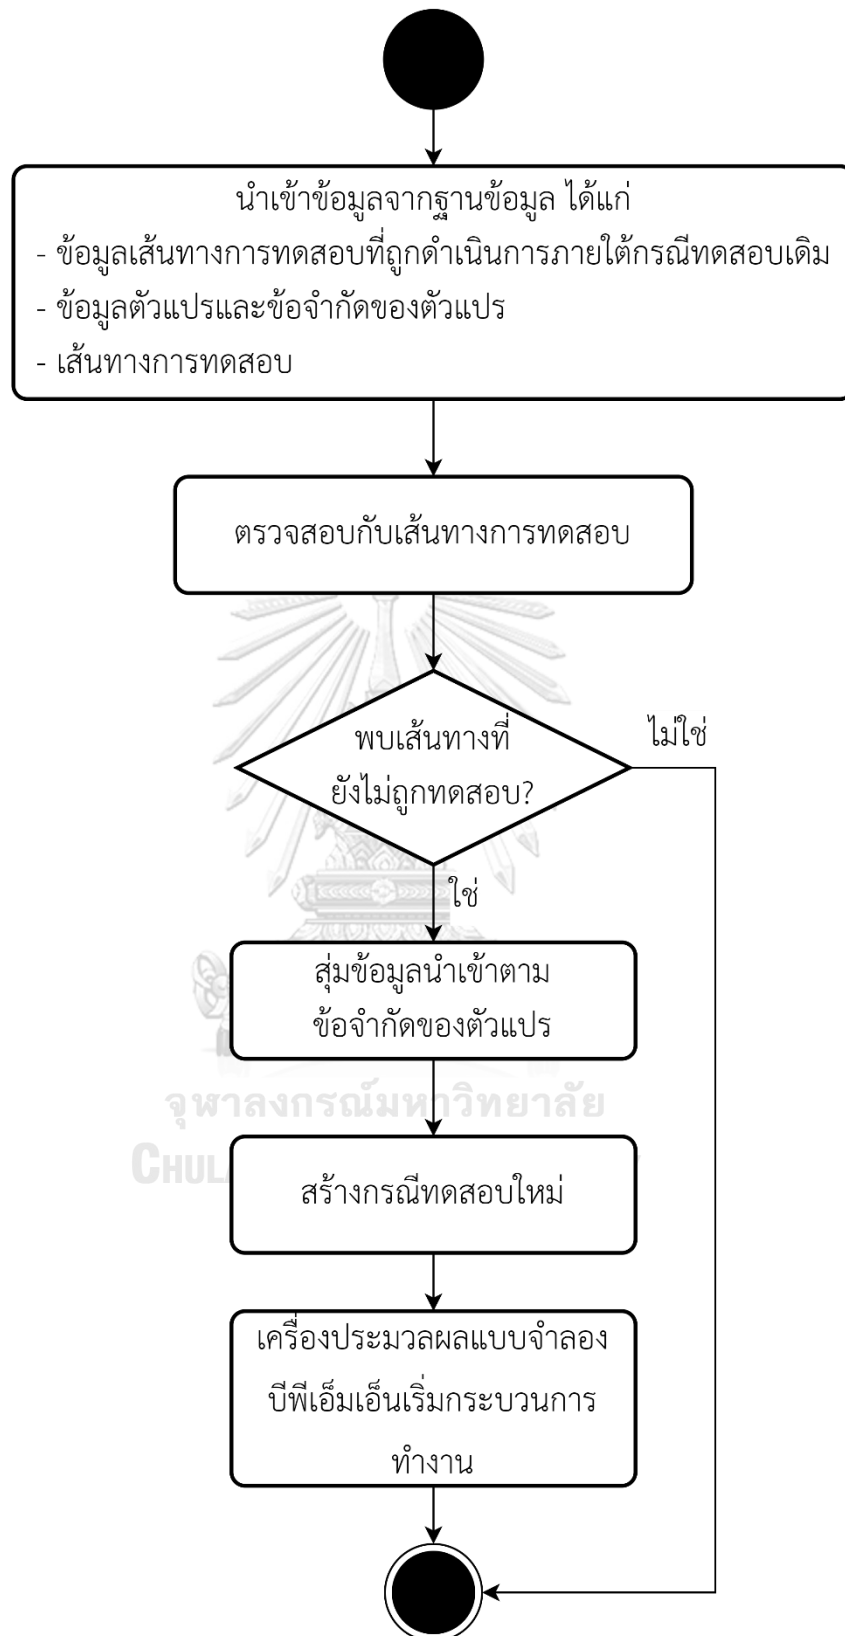 นำเข้าข้อมูลจากฐานข้อมูล ได้แก่
- ข้อมูลเส้นทางการทดสอบที่ถูกดำเนินการภายใต้กรณีทดสอบเดิม
- ข้อมูลตัวแปรและข้อจำกัดของตัวแปร
- เส้นทางการทดสอบ
ตรวจสอบกับเส้นทางการทดสอบ
พบเส้นทางที่
ยังไม่ถูกทดสอบ?
ไม่ใช่
ใช่
สุ่มข้อมูลนำเข้าตาม
ข้อจำกัดของตัวแปร
จุฬาลงกรณ์มหาวิทยาลัย
สร้างกรณีทดสอบใหม่
เครื่องประมวลผลแบบจำลอง
บีพีเอ็มเอ็นเริ่มกระบวนการ
ทำงาน